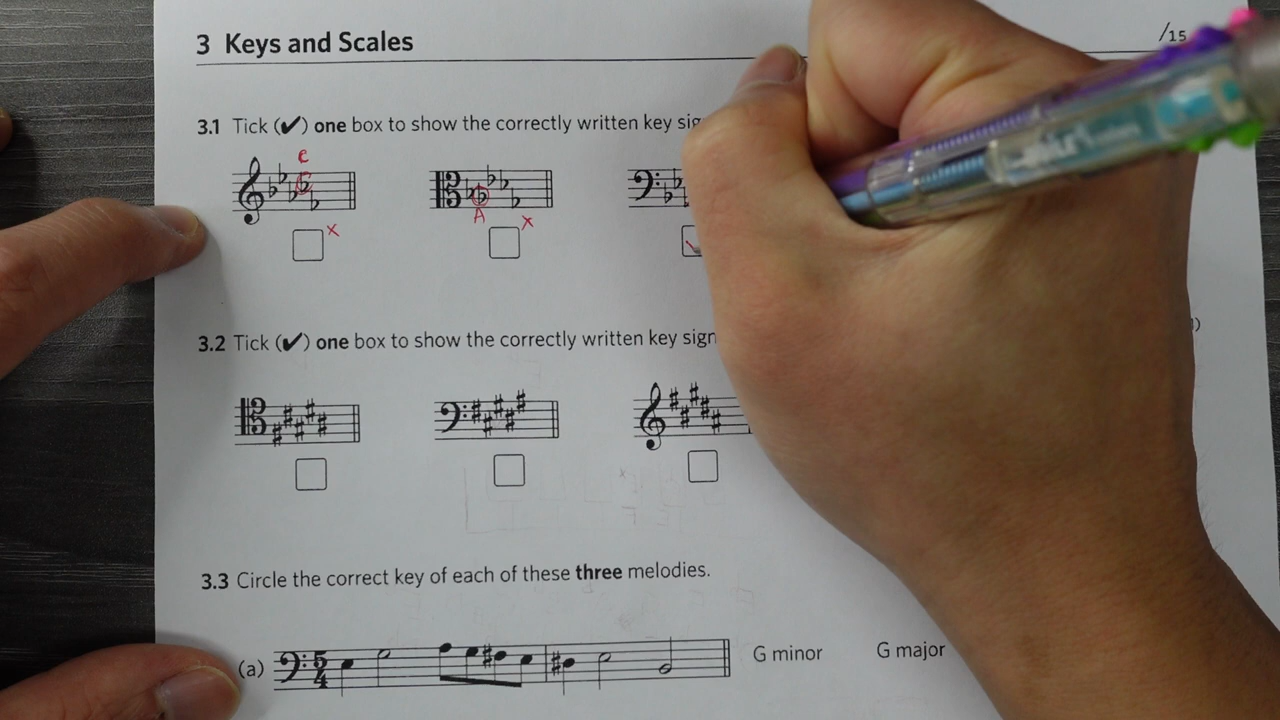 3 Keys and Scales
/15
3.1 Tick (✔) one box to show the correctly written key sig
e
A
x
x
3.2 Tick (✔) one box to show the correctly written key sign
3.3 Circle the correct key of each of these three melodies.
(a) 5 4 G minor G major